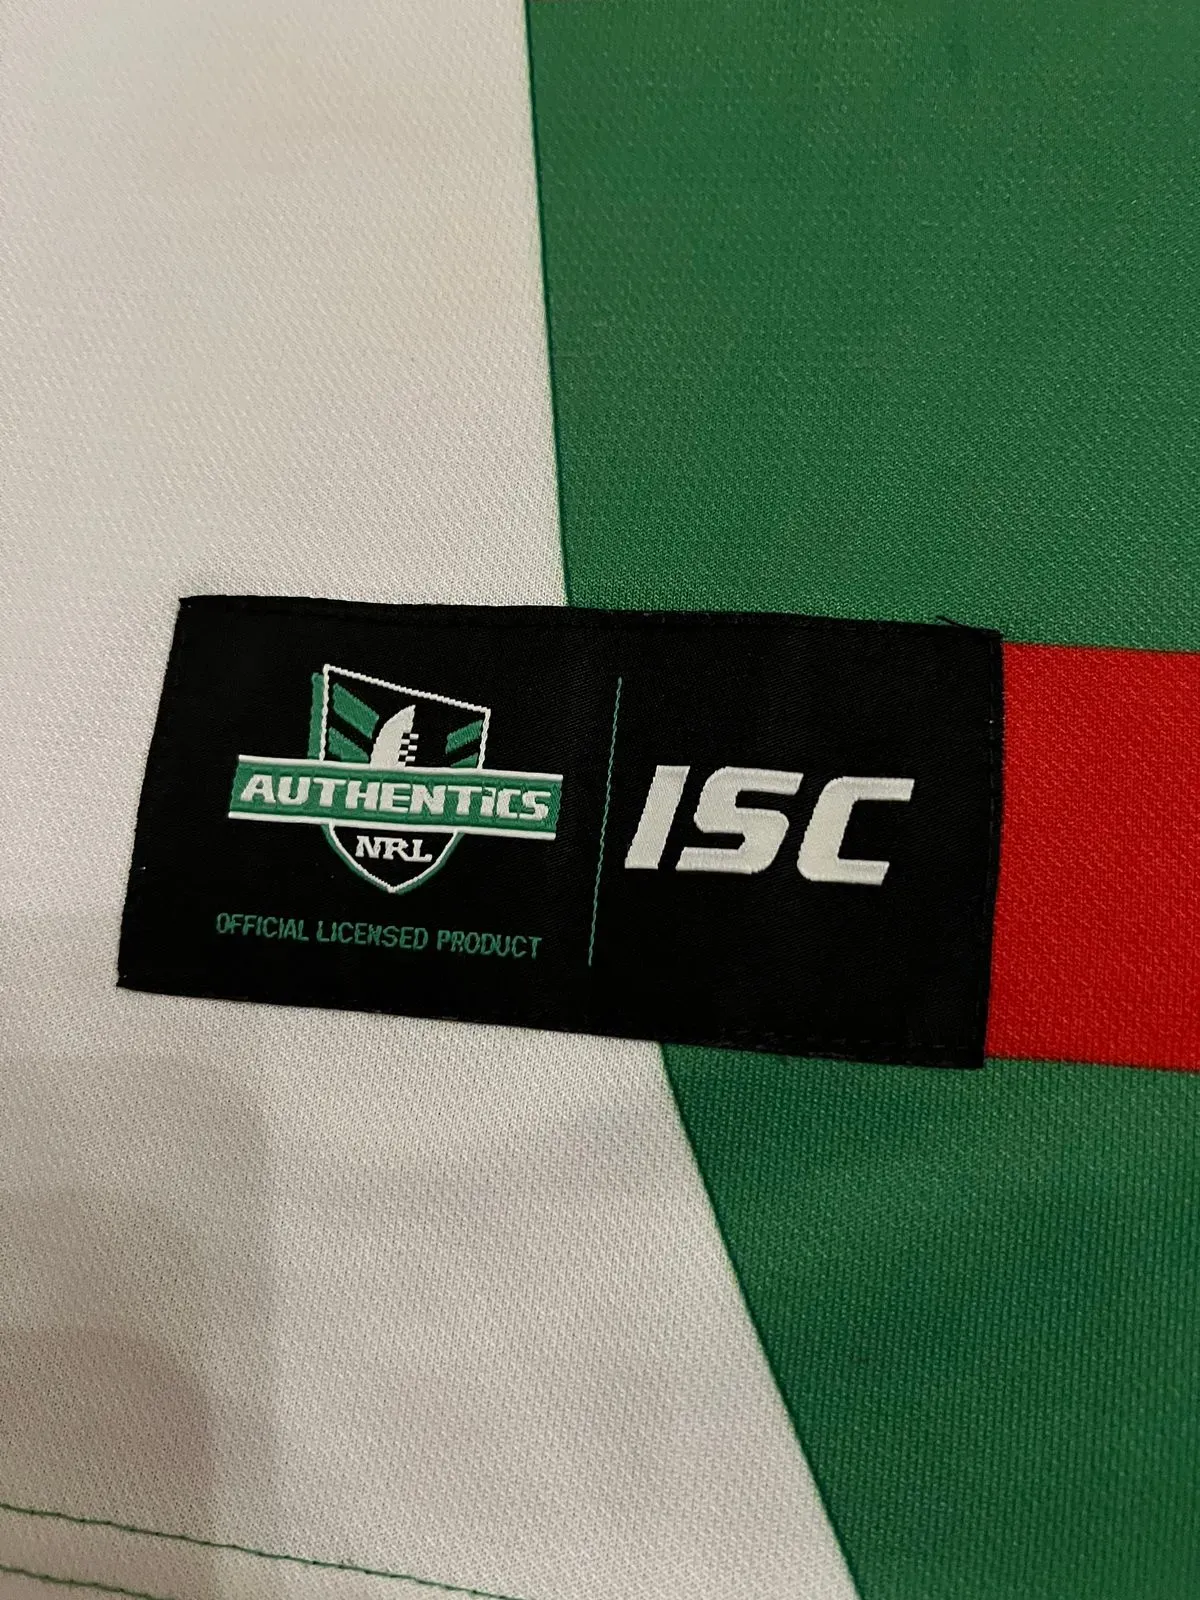 AUTHENTICS
NRL
OFFICIAL LICENSED PRODUCT
ISC